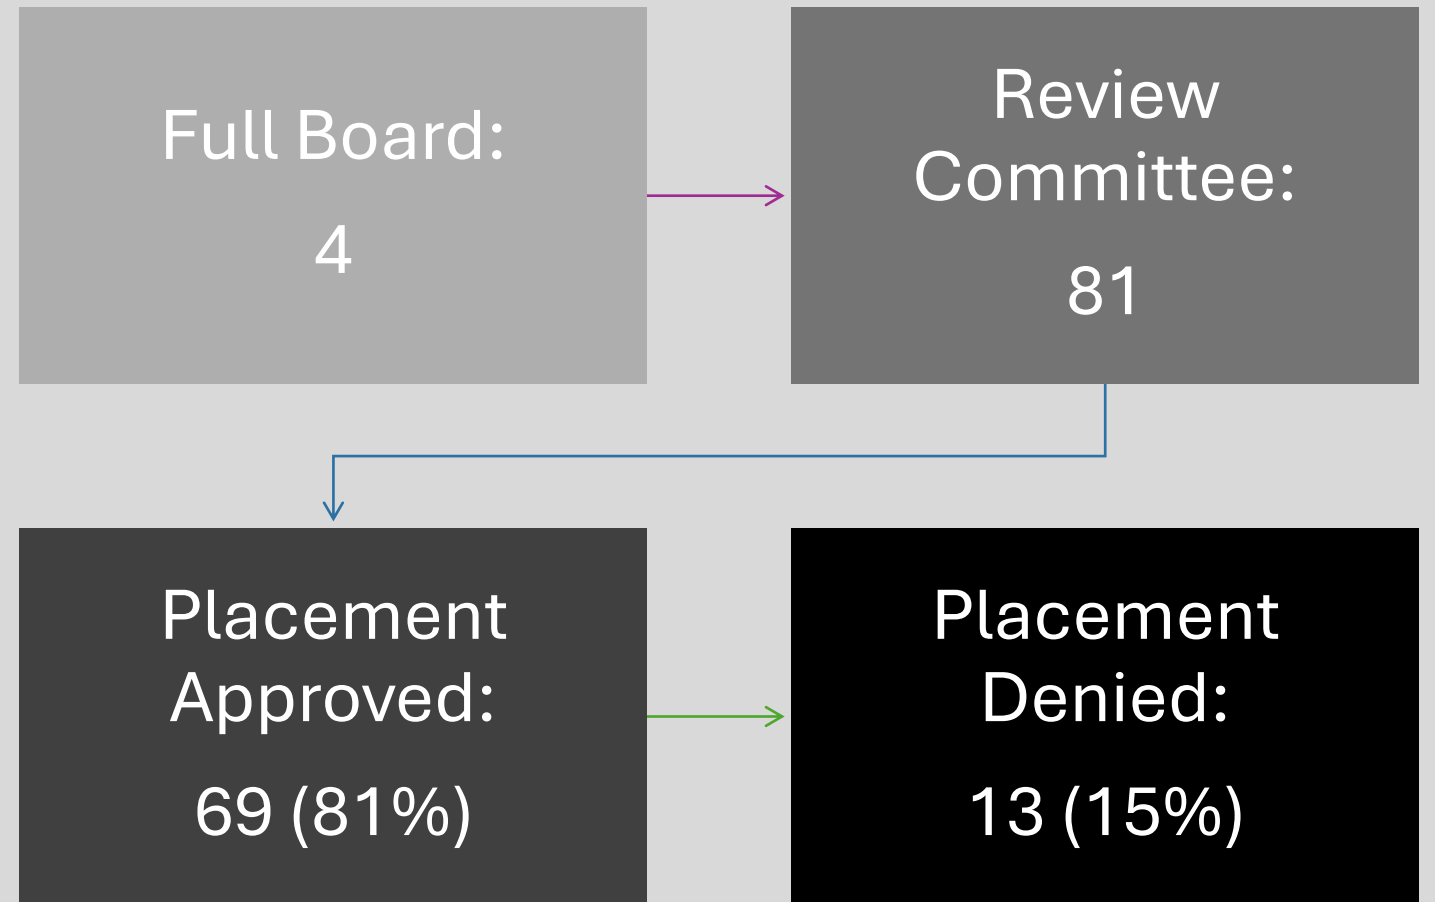 Full Board:
4
Review
Committee:
81
Placement
Approved:
69 (81%)
Placement
Denied:
13 (15%)